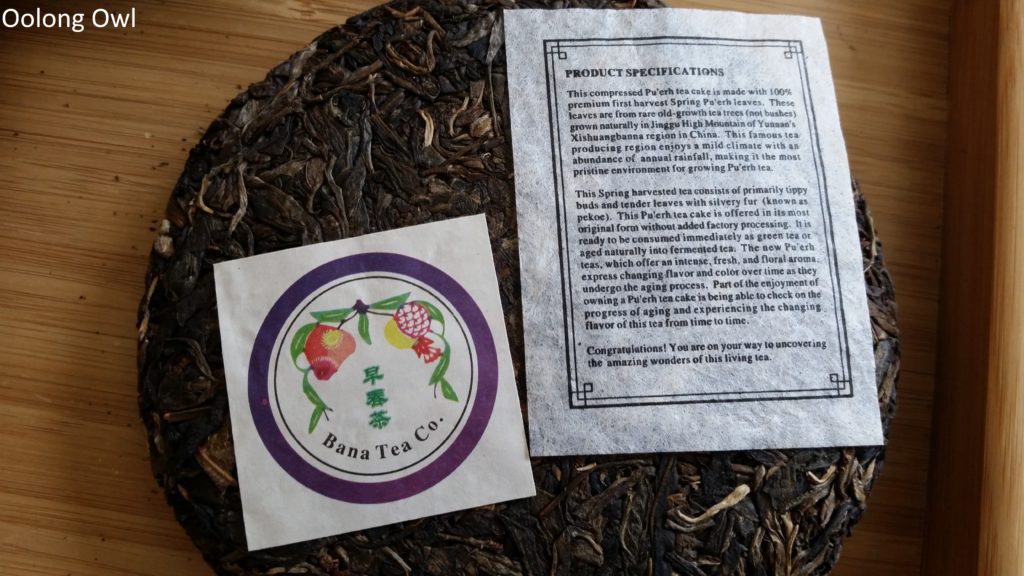 Oolong Owl
PRODUCT SPECIFICATIONS
This compressed Pu'erh tea cake is made with 100%
premium first harvest Spring Pu'erh leaves. These
leaves are from rare old-growth tea trees (not bushes)
grown naturally in Jinggu High Mountain of Yunnan's
Xishuangbanna region in China. This famous tea
producing region enjoys a mild climate with an
abundance of annual rainfall, making it the most
pristine environment for growing Pu'erh tea.
This Spring harvested tea consists of primarily tippy
buds and tender leaves with silvery fur (known as
pekoe). This Pu'erh tea cake is offered in its most
original form without added factory processing. It is
ready to be consumed immediately as green tea or
aged naturally into fermented tea. The new Pu'erh
teas, which offer an intense, fresh, and floral aroma,
express changing flavor and color over time as they
undergo the aging process. Part of the enjoyment of
owning a Pu'erh tea cake is being able to check on the
progress of aging and experiencing the changing
flavor of this tea from time to time.
Congratulations! You are on your way to uncovering
the amazing wonders of this living tea.
早春茶
Bana Tea Co.